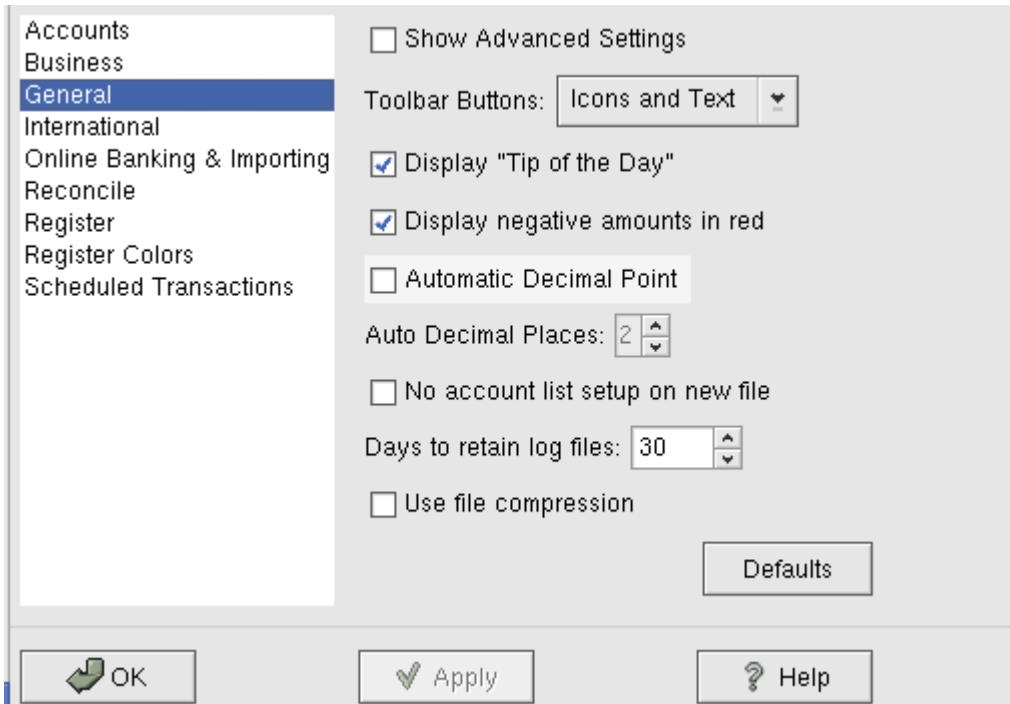 Accounts
Business
General
International
Online Banking & Importing
Reconcile
Register
Register Colors
Scheduled Transactions
Show Advanced Settings
Toolbar Buttons: Icons and Text
Display "Tip of the Day"
Display negative amounts in red
Automatic Decimal Point
Auto Decimal Places: 2
No account list setup on new file
Days to retain log files: 30
Use file compression
Defaults
OK Apply Help